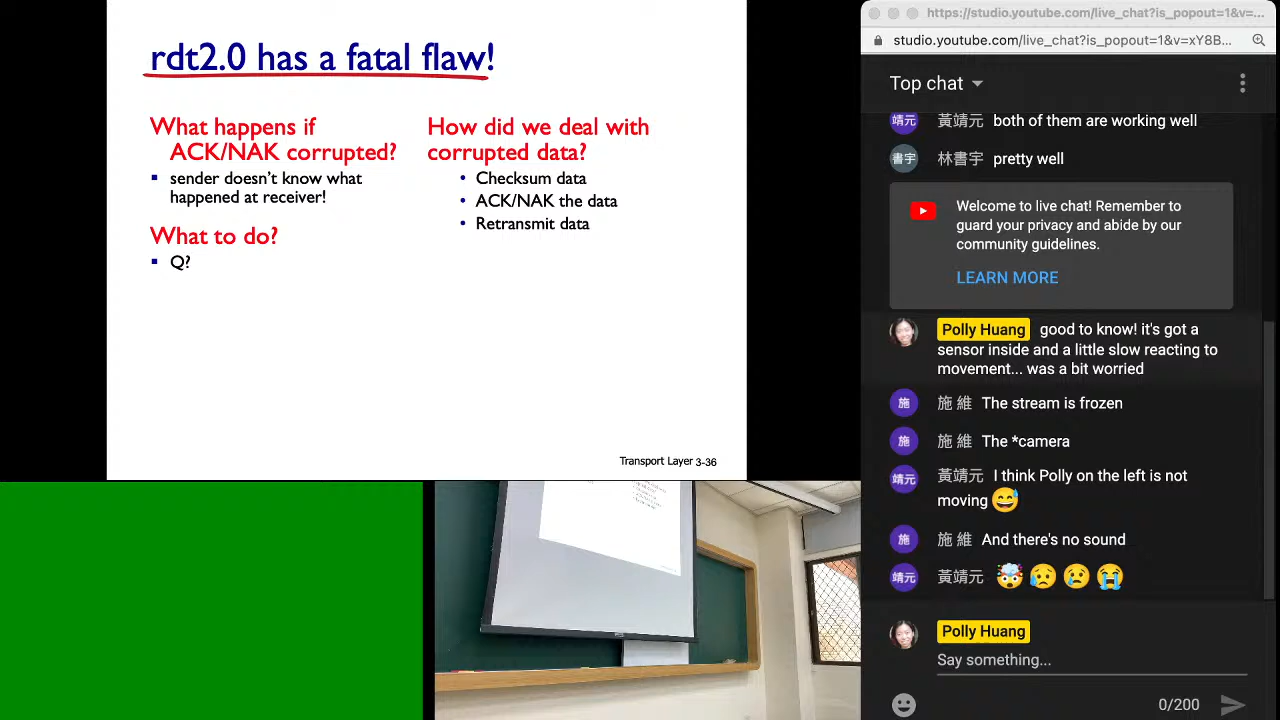 rdt2.0 has a fatal flaw!
What happens if
ACK/NAK corrupted?
▪ sender doesn't know what
happened at receiver!
What to do?
▪ Q?
How did we deal with
corrupted data?
• Checksum data
• ACK/NAK the data
• Retransmit data
Transport Layer 3-36
https://studio.youtube.com/live_chat?is_popout=1&v=...
studio.youtube.com/live_chat?is_popout=1&v=xY8B...
Top chat
靖元 黃靖元 both of them are working well
書宇 林書宇 pretty well
Welcome to live chat! Remember to
guard your privacy and abide by our
community guidelines.
LEARN MORE
Polly Huang good to know! it's got a
sensor inside and a little slow reacting to
movement... was a bit worried
施 施 維 The stream is frozen
施 施 維 The *camera
靖元 黃靖元 I think Polly on the left is not
moving 😅
施 施 維 And there's no sound
靖元 黃靖元 🤯😥😢😭
Polly Huang
Say something...
0/200